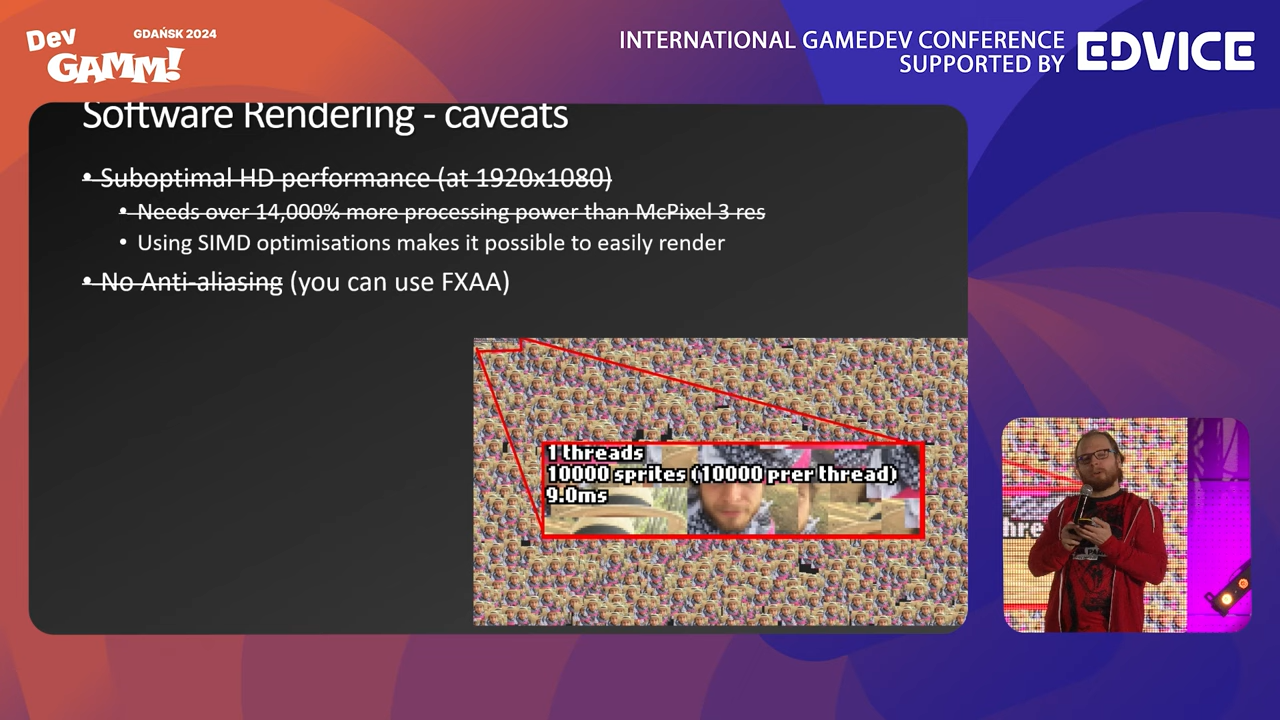 Dev
GAMM!
GDAŃSK 2024
INTERNATIONAL GAMEDEV CONFERENCE
SUPPORTED BY
EDVICE
Software Rendering - caveats
• Suboptimal HD performance (at 1920x1080)
• Needs over 14,000% more processing power than McPixel 3 res
• Using SIMD optimisations makes it possible to easily render
• No Anti-aliasing (you can use FXAA)
1 threads
10000 sprites (10000 prer thread)
9.0ms
hre